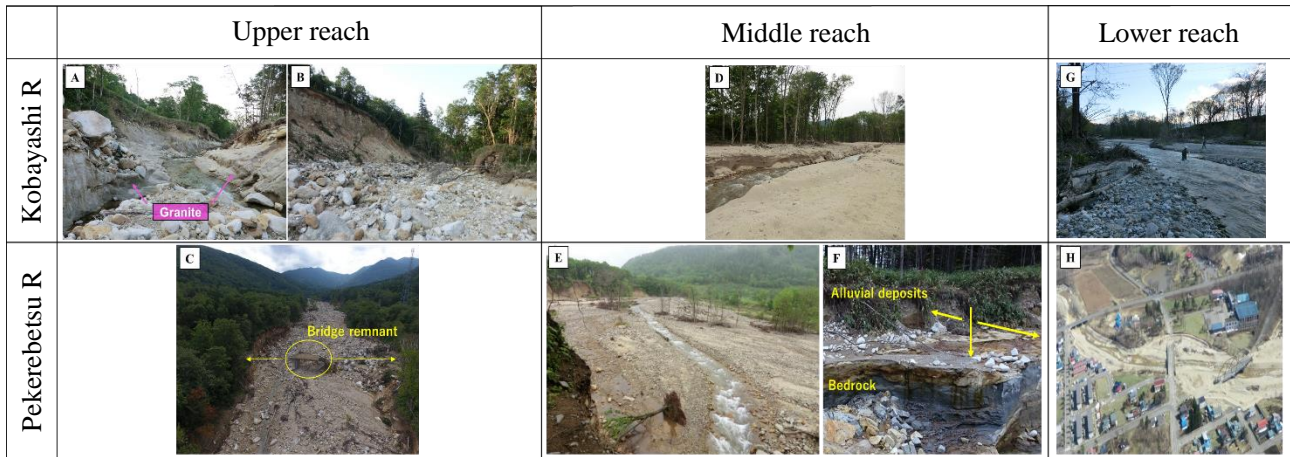 Upper reach
Middle reach
Lower reach
Kobayashi R
A
Granite
B
D
G
Pekerebetsu R
C
Bridge remnant
E
F
Alluvial deposits
Bedrock
H